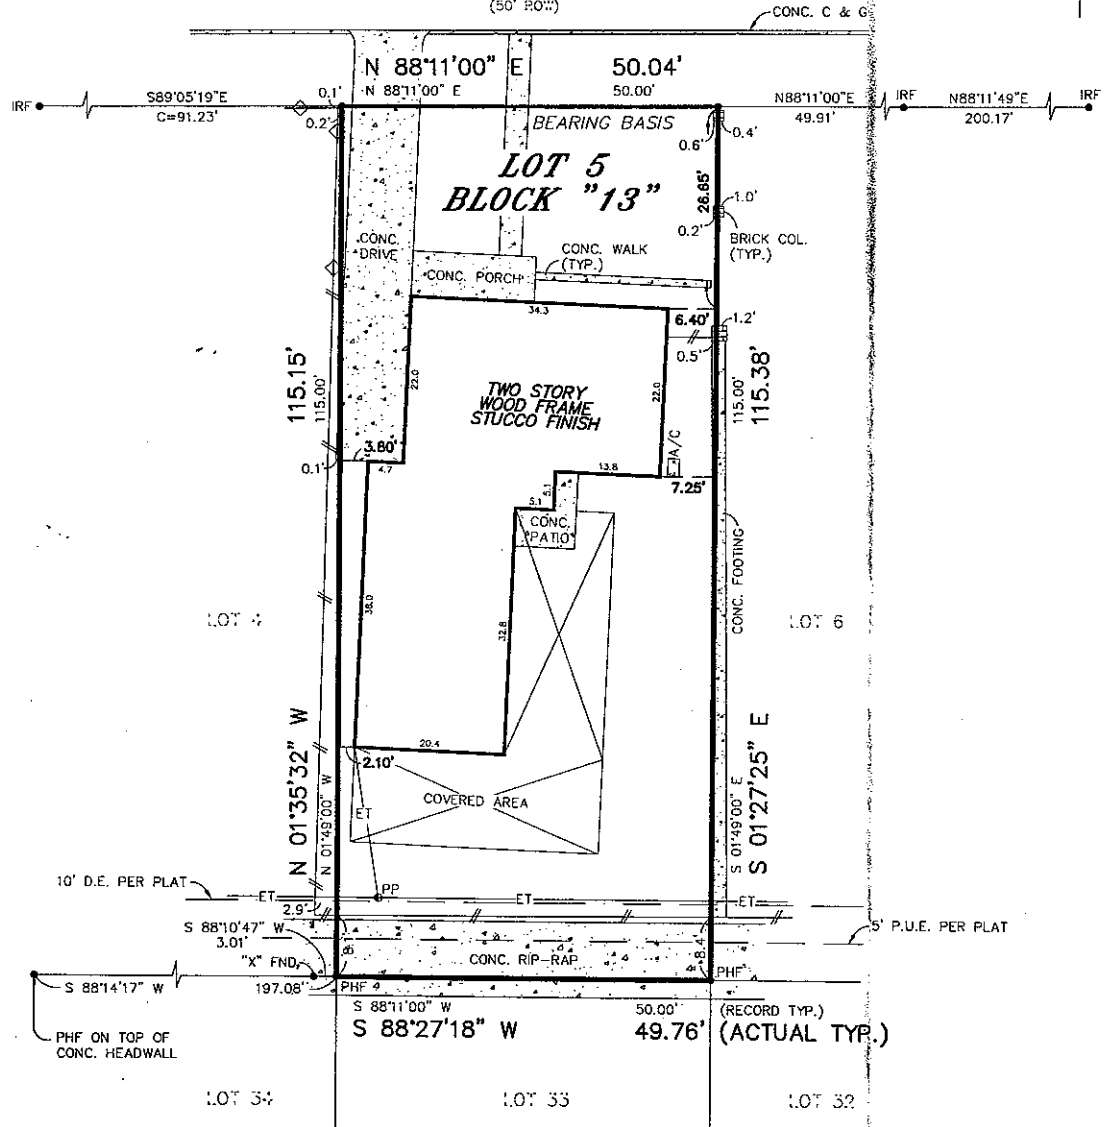 (50' ROW)
CONC. C & G
N 88°11'00" E 50.04'
N 88°11'00" E 50.00'
IRF
S89°05'19"E
C=91.23'
0.1'
0.2'
BEARING BASIS
0.6'
0.4'
N88°11'00"E
49.91'
IRF
N88°11'49"E
200.17'
IRF
LOT 5
BLOCK "13"
26.65'
1.0'
0.2'
BRICK COL.
(TYP.)
CONC.
DRIVE
CONC. PORCH
CONC. WALK
(TYP.)
34.3
6.40'
1.2'
0.5'
115.15'
115.00'
22.0
TWO STORY
WOOD FRAME
STUCCO FINISH
22.0
A/C
115.00'
115.38'
3.80'
0.1'
4.7
13.8
7.25'
5.1
5.1
CONC.
PATIO
CONC. FOOTING
LOT 4
38.0
32.8
LOT 6
N 01°35'32" W
N 01°49'00" W
20.4
2.10'
COVERED AREA
ET
S 01°49'00" E
S 01°27'25" E
10' D.E. PER PLAT
ET
PP
ET
ET
2.9'
S 88°10'47" W
3.01'
5' P.U.E. PER PLAT
"X" FND.
CONC. RIP-RAP
8.4'
PHF
S 88°14'17" W
197.08'
PHF
S 88°11'00" W 50.00' (RECORD TYP.)
S 88°27'18" W 49.76' (ACTUAL TYP.)
PHF ON TOP OF
CONC. HEADWALL
LOT 34
LOT 33
LOT 32